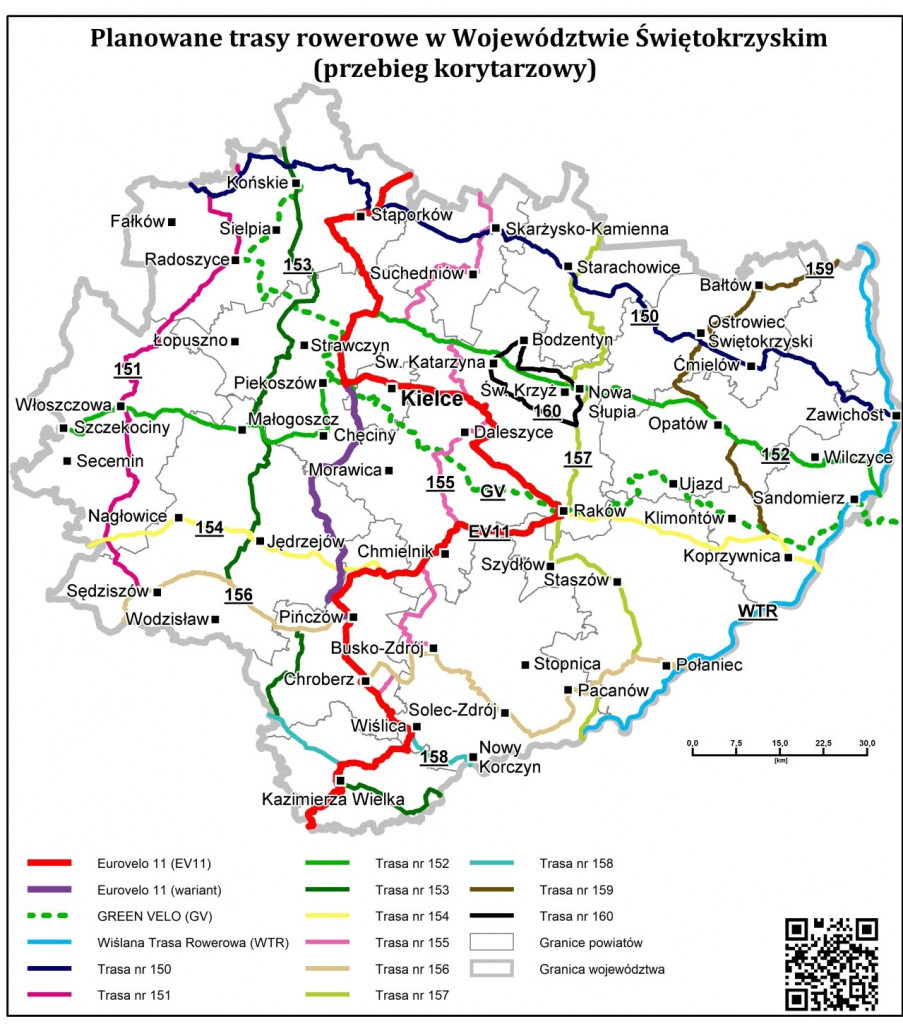 Planowane trasy rowerowe w Województwie Świętokrzyskim
(przebieg korytarzowy)
Końskie
Fałków
Sielpia
Stąporków
Skarżysko-Kamienna
Radoszyce
153
Suchedniów
Starachowice
159
Bałtów
150
Ostrowiec
Świętokrzyski
Łopuszno
Strawczyn
Bodzentyn
Św. Katarzyna
Ćmielów
151
Piekoszów
Kielce
Św. Krzyż
Nowa
Słupia
160
Włoszczowa
Szczekociny
Małogoszcz
Chęciny
Daleszyce
Opatów
Zawichost
Secemin
Morawica
155
157
152
Wilczyce
GV
Ujazd
Sandomierz
Nagłowice
154
Raków
Klimontów
EV11
Jędrzejów
Chmielnik
Koprzywnica
Szydłów
Staszów
Sędziszów
156
WTR
Wodzisław
Pińczów
Busko-Zdrój
Stopnica
Połaniec
Chroberz
Pacanów
Solec-Zdrój
Wiślica
158
Nowy
Korczyn
0,0 7,5 15,0 22,5 30,0
[km]
Kazimierza Wielka
Eurovelo 11 (EV11)
Eurovelo 11 (wariant)
GREEN VELO (GV)
Wiślana Trasa Rowerowa (WTR)
Trasa nr 150
Trasa nr 151
Trasa nr 152
Trasa nr 153
Trasa nr 154
Trasa nr 155
Trasa nr 156
Trasa nr 157
Trasa nr 158
Trasa nr 159
Trasa nr 160
Granice powiatów
Granica województwa